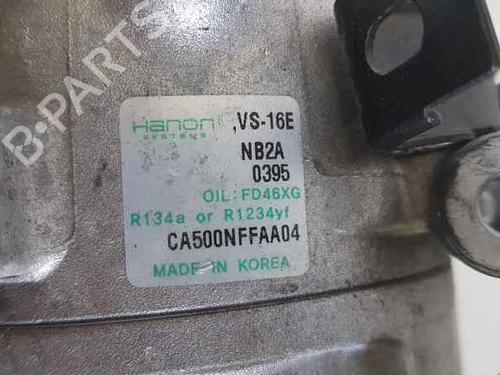 Hanon ,VS-16E
SYSTEMS
NB2A
0395
OIL:FD46XG
R134a or R1234yf
CA500NFFAA04
MADE IN KOREA
B-PARTS